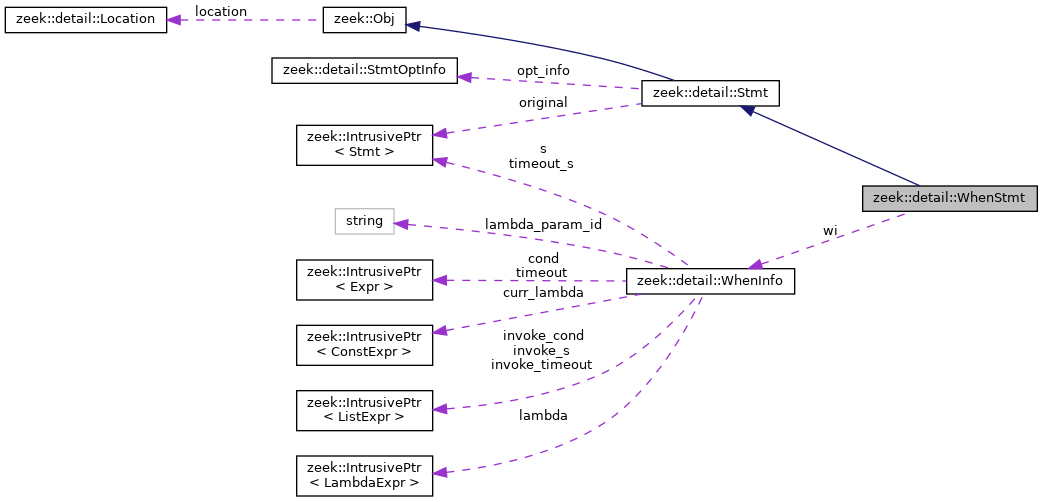 zeek::detail::Location
location
zeek::Obj
zeek::detail::StmtOptInfo
opt_info
zeek::detail::Stmt
original
zeek::IntrusivePtr
< Stmt >
s
timeout_s
zeek::detail::WhenStmt
string
lambda_param_id
wi
zeek::IntrusivePtr
< Expr >
cond
timeout
zeek::detail::WhenInfo
curr_lambda
zeek::IntrusivePtr
< ConstExpr >
invoke_cond
invoke_s
invoke_timeout
zeek::IntrusivePtr
< ListExpr >
lambda
zeek::IntrusivePtr
< LambdaExpr >